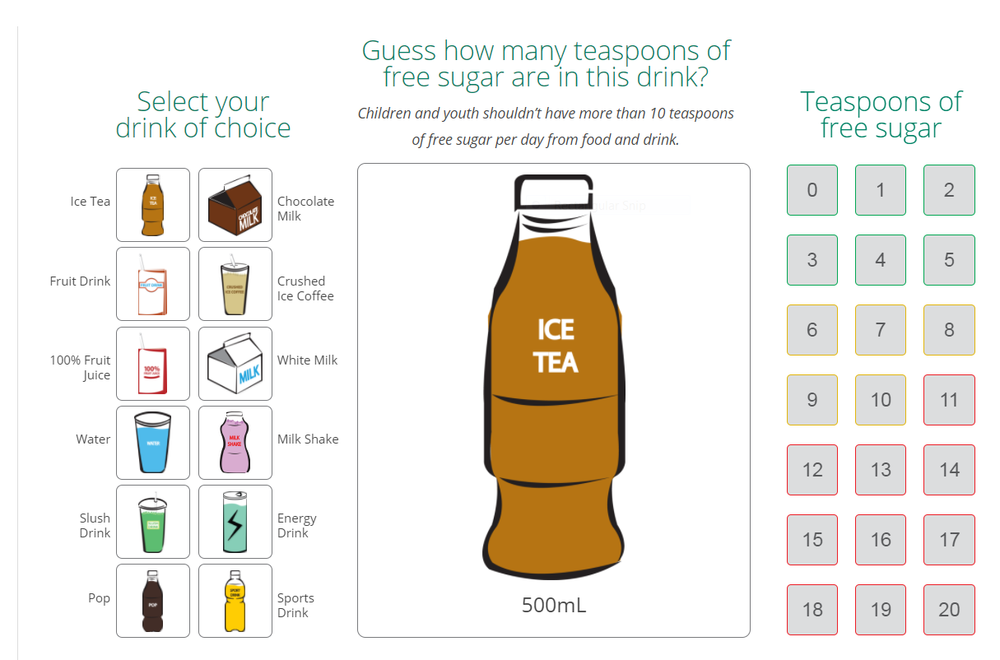 Guess how many teaspoons of
free sugar are in this drink?
Children and youth shouldn't have more than 10 teaspoons
of free sugar per day from food and drink.
Select your
drink of choice
Ice Tea
ICE
TEA
CHOCOLATE
MILK
Chocolate
Milk
Fruit Drink
FRUIT DRINK
CRUSHED
ICE COFFEE
Crushed
Ice Coffee
100% Fruit
Juice
100%
FRUIT JUICE
MILK
White Milk
Water
WATER
MILK
SHAKE
Milk Shake
Slush
Drink
Energy
Drink
Pop
POP
SPORT
DRINK
Sports
Drink
ICE
TEA
500mL
Teaspoons of
free sugar
0 1 2
3 4 5
6 7 8
9 10 11
12 13 14
15 16 17
18 19 20